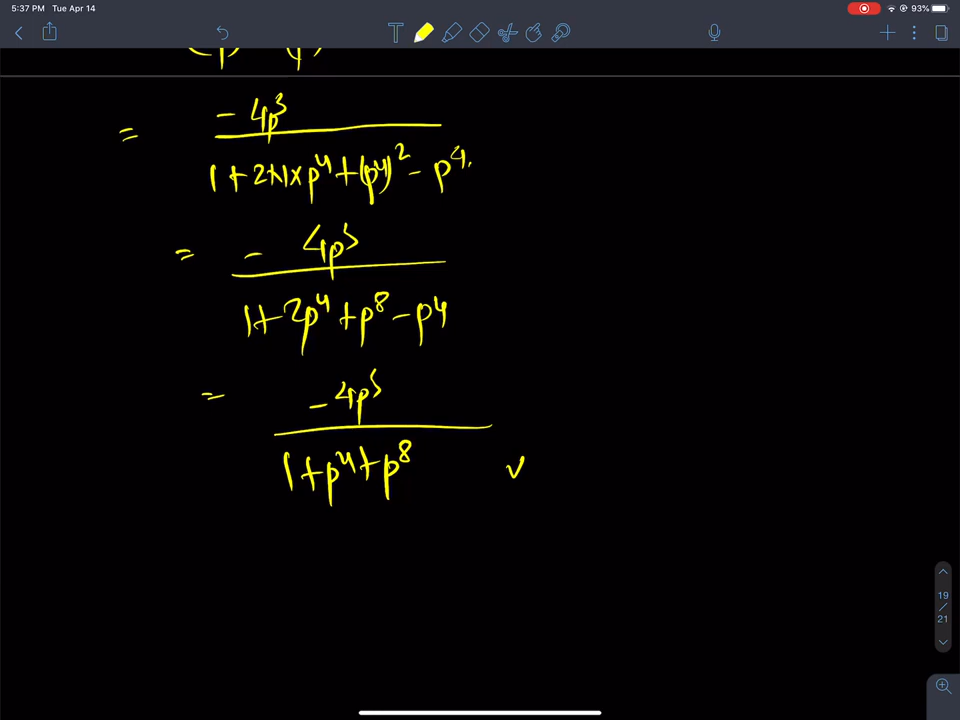 5:37 PM Tue Apr 14
93%
= - 4p³ / 1 + 2×1×p⁴ + (p⁴)² - p⁴.
= - 4p³ / 1 + 2p⁴ + p⁸ - p⁴
= - 4p³ / 1 + p⁴ + p⁸ ✓
19
/
21